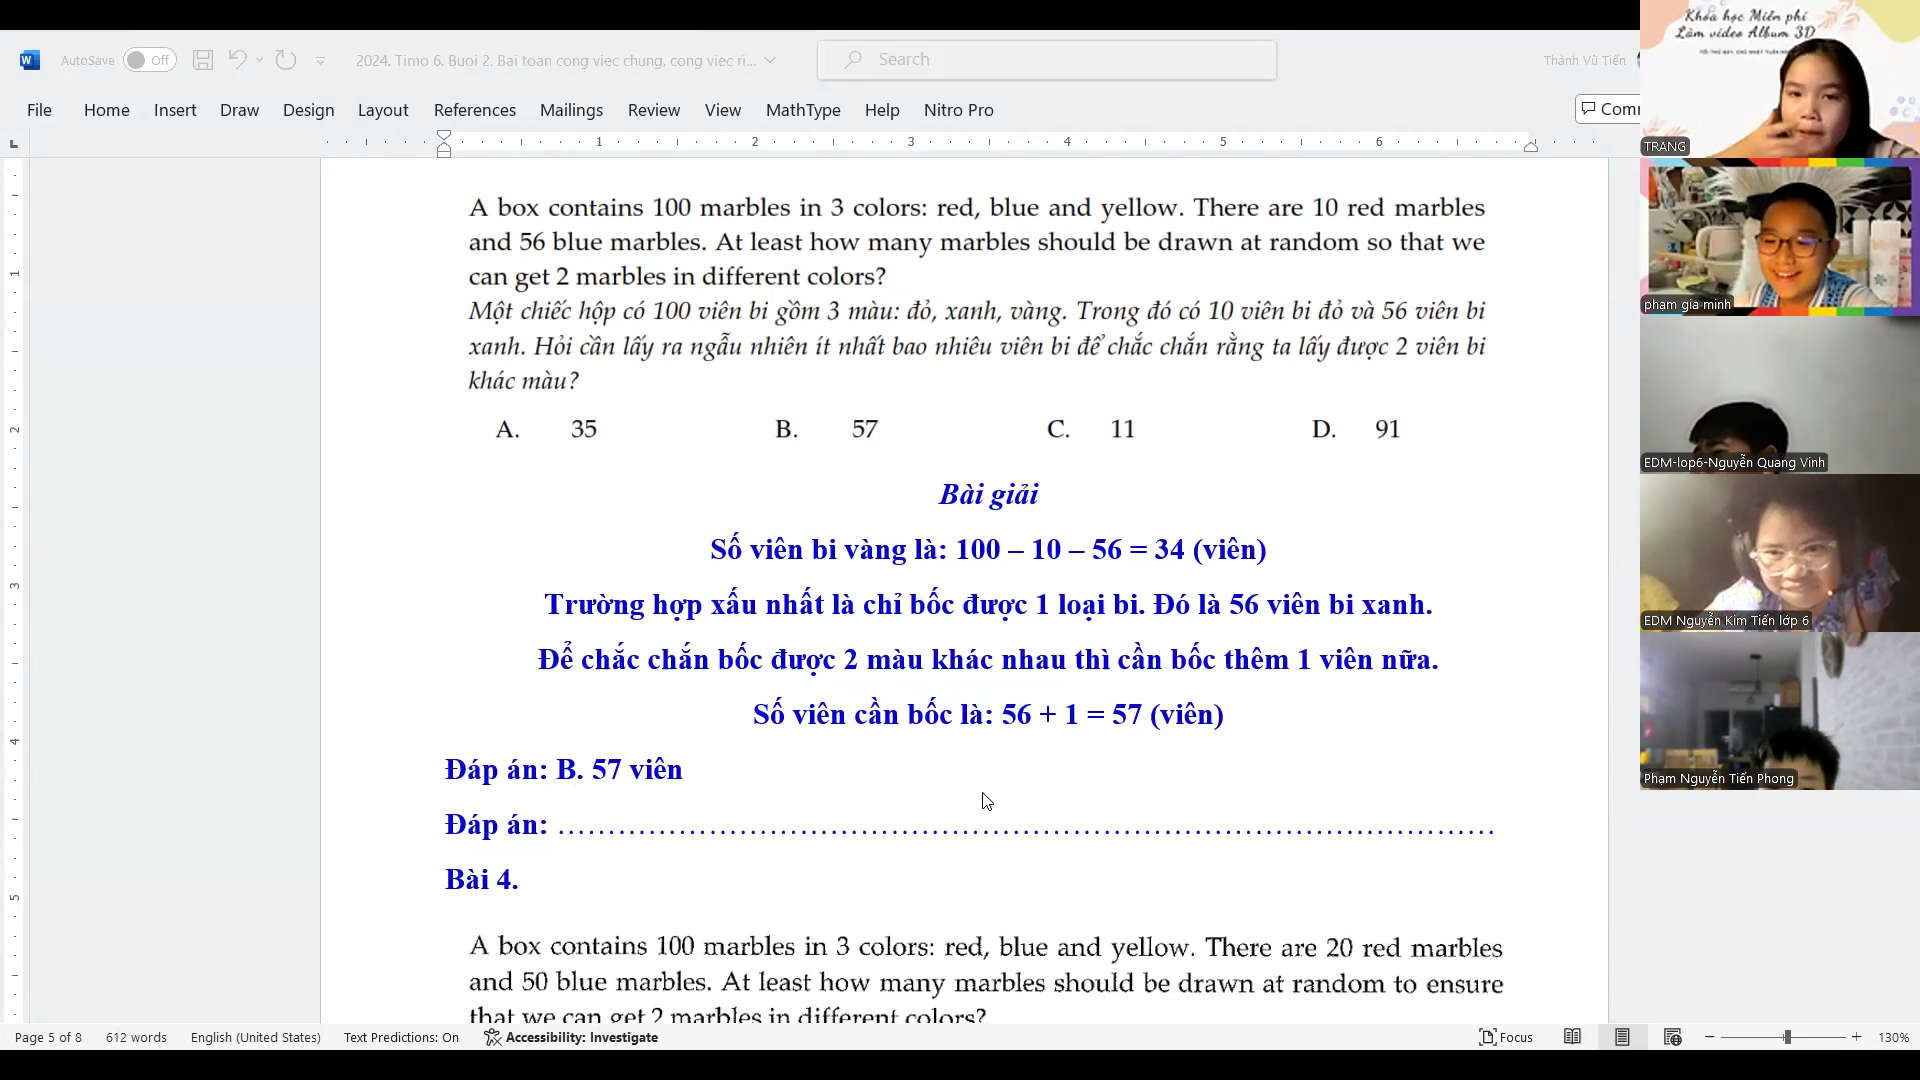 AutoSave
Off
2024. Timo 6. Buoi 2. Bai toan cong viec chung, cong viec ri...
Search
Thành Vũ Tiến
File Home Insert Draw Design Layout References Mailings Review View MathType Help Nitro Pro
Comm
1 2 3 4 5 6
A box contains 100 marbles in 3 colors: red, blue and yellow. There are 10 red marbles
and 56 blue marbles. At least how many marbles should be drawn at random so that we
can get 2 marbles in different colors?
Một chiếc hộp có 100 viên bi gồm 3 màu: đỏ, xanh, vàng. Trong đó có 10 viên bi đỏ và 56 viên bi
xanh. Hỏi cần lấy ra ngẫu nhiên ít nhất bao nhiêu viên bi để chắc chắn rằng ta lấy được 2 viên bi
khác màu?
A. 35 B. 57 C. 11 D. 91
Bài giải
Số viên bi vàng là: 100 – 10 – 56 = 34 (viên)
Trường hợp xấu nhất là chỉ bốc được 1 loại bi. Đó là 56 viên bi xanh.
Để chắc chắn bốc được 2 màu khác nhau thì cần bốc thêm 1 viên nữa.
Số viên cần bốc là: 56 + 1 = 57 (viên)
Đáp án: B. 57 viên
Đáp án: ……………………………………………………………………………
Bài 4.
A box contains 100 marbles in 3 colors: red, blue and yellow. There are 20 red marbles
and 50 blue marbles. At least how many marbles should be drawn at random to ensure
that we can get 2 marbles in different colors?
1
2
3
4
5
Page 5 of 8 612 words English (United States) Text Predictions: On Accessibility: Investigate
Focus
130%
Khóa học Miễn phí
Làm video Album 3D
TRANG
phạm gia minh
EDM-lop6-Nguyễn Quang Vinh
EDM Nguyễn Kim Tiến lớp 6
Phạm Nguyễn Tiến Phong